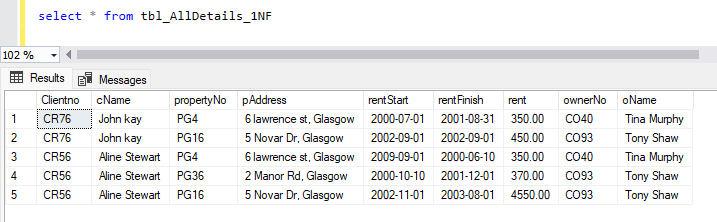 select * from tbl_AllDetails_1NF
102 %
Results Messages
Clientno cName propertyNo pAddress rentStart rentFinish rent ownerNo oName
1 CR76 John kay PG4 6 lawrence st, Glasgow 2000-07-01 2001-08-31 350.00 CO40 Tina Murphy
2 CR76 John kay PG16 5 Novar Dr, Glasgow 2002-09-01 2002-09-01 450.00 CO93 Tony Shaw
3 CR56 Aline Stewart PG4 6 lawrence st, Glasgow 2009-09-01 2000-06-10 350.00 CO40 Tina Murphy
4 CR56 Aline Stewart PG36 2 Manor Rd, Glasgow 2000-10-10 2001-12-01 370.00 CO93 Tony Shaw
5 CR56 Aline Stewart PG16 5 Novar Dr, Glasgow 2002-11-01 2003-08-01 4550.00 CO93 Tony Shaw